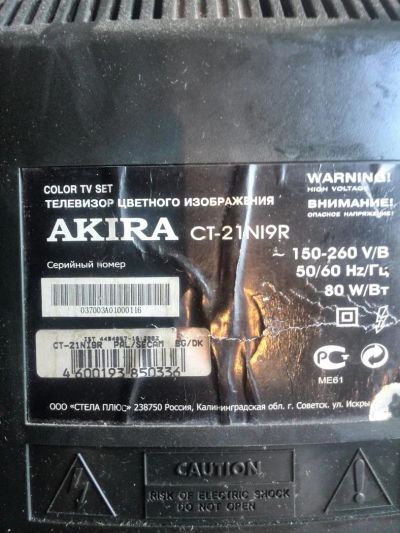 WARNING!
HIGH VOLTAGE
COLOR TV SET
ТЕЛЕВИЗОР ЦВЕТНОГО ИЗОБРАЖЕНИЯ
ВНИМАНИЕ!
ОПАСНОЕ НАПРЯЖЕНИЕ!
AKIRA CT-21NI9R
~ 150-260 V/В
50/60 Hz/Гц
80 W/Вт
Серийный номер
037003A01000116
CT-21NI9R PAL/SECAM BG/DK
4 600193 850336
РС
МЕ61
ООО «СТЕЛА ПЛЮС» 238750 Россия, Калининградская обл. г. Советск. ул. Искры
CAUTION
RISK OF ELECTRIC SHOCK
DO NOT OPEN